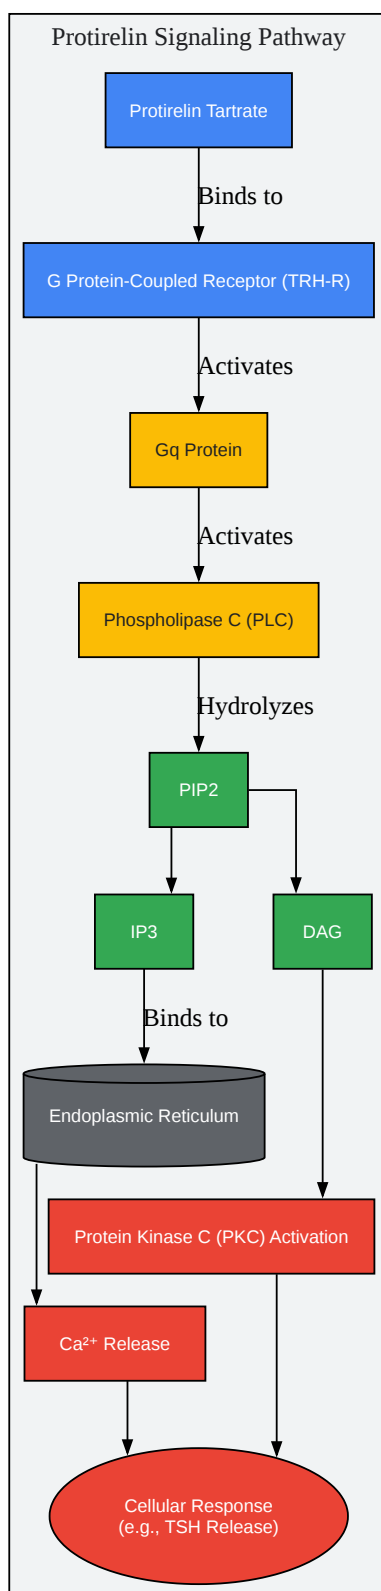 Protirelin Signaling Pathway
Protirelin Tartrate
Binds to
G Protein-Coupled Receptor (TRH-R)
Activates
Gq Protein
Activates
Phospholipase C (PLC)
Hydrolyzes
PIP2
IP3
DAG
Binds to
Endoplasmic Reticulum
Protein Kinase C (PKC) Activation
Ca²⁺ Release
Cellular Response
(e.g., TSH Release)